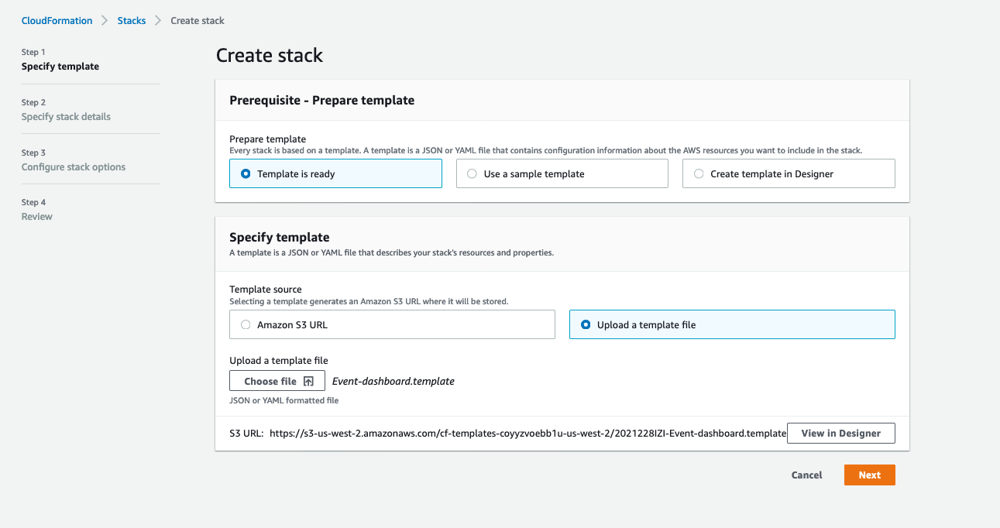 CloudFormation > Stacks > Create stack
Step 1
Specify template
Step 2
Specify stack details
Step 3
Configure stack options
Step 4
Review
Create stack
Prerequisite - Prepare template
Prepare template
Every stack is based on a template. A template is a JSON or YAML file that contains configuration information about the AWS resources you want to include in the stack.
Template is ready
Use a sample template
Create template in Designer
Specify template
A template is a JSON or YAML file that describes your stack's resources and properties.
Template source
Selecting a template generates an Amazon S3 URL where it will be stored.
Amazon S3 URL
Upload a template file
Upload a template file
Choose file Event-dashboard.template
JSON or YAML formatted file
S3 URL: https://s3-us-west-2.amazonaws.com/cf-templates-coyyzvoebb1u-us-west-2/2021228IZI-Event-dashboard.template View in Designer
Cancel Next